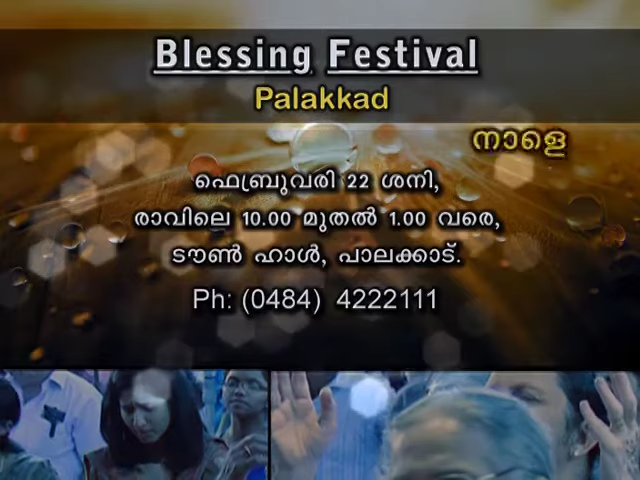 Blessing Festival
Palakkad
നാളെ
ഫെബ്രുവരി 22 ശനി,
രാവിലെ 10.00 മുതൽ 1.00 വരെ,
ടൗൺ ഹാൾ, പാലക്കാട്.
Ph: (0484) 4222111